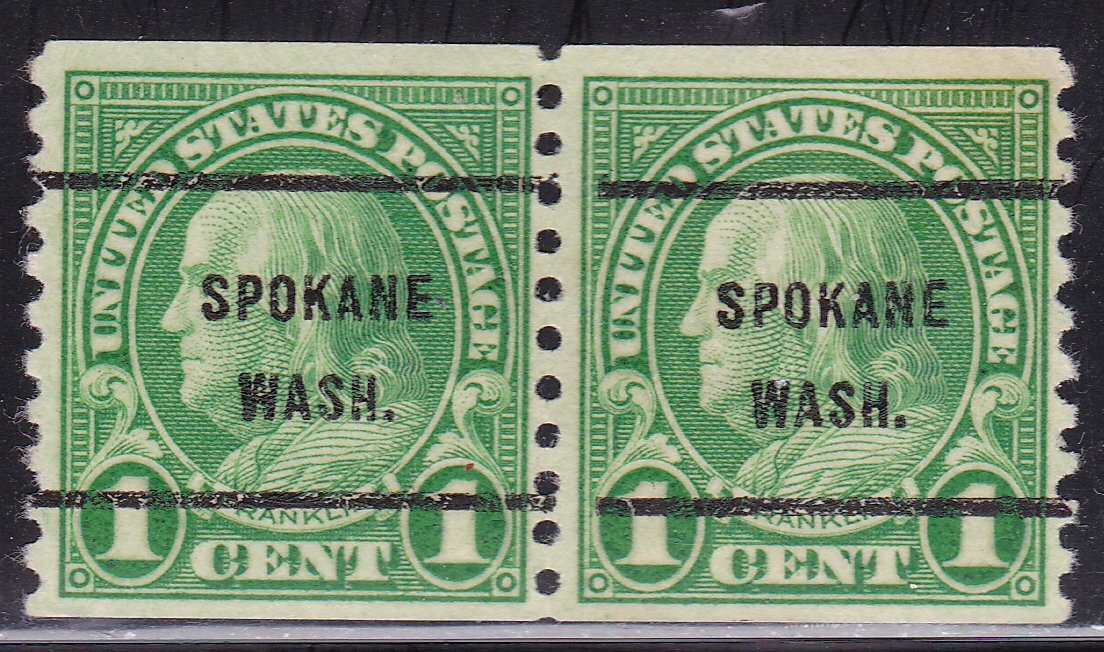 UNITED STATES POSTAGE
SPOKANE
WASH.
FRANKLIN
1 CENT 1
UNITED STATES POSTAGE
SPOKANE
WASH.
FRANKLIN
1 CENT 1